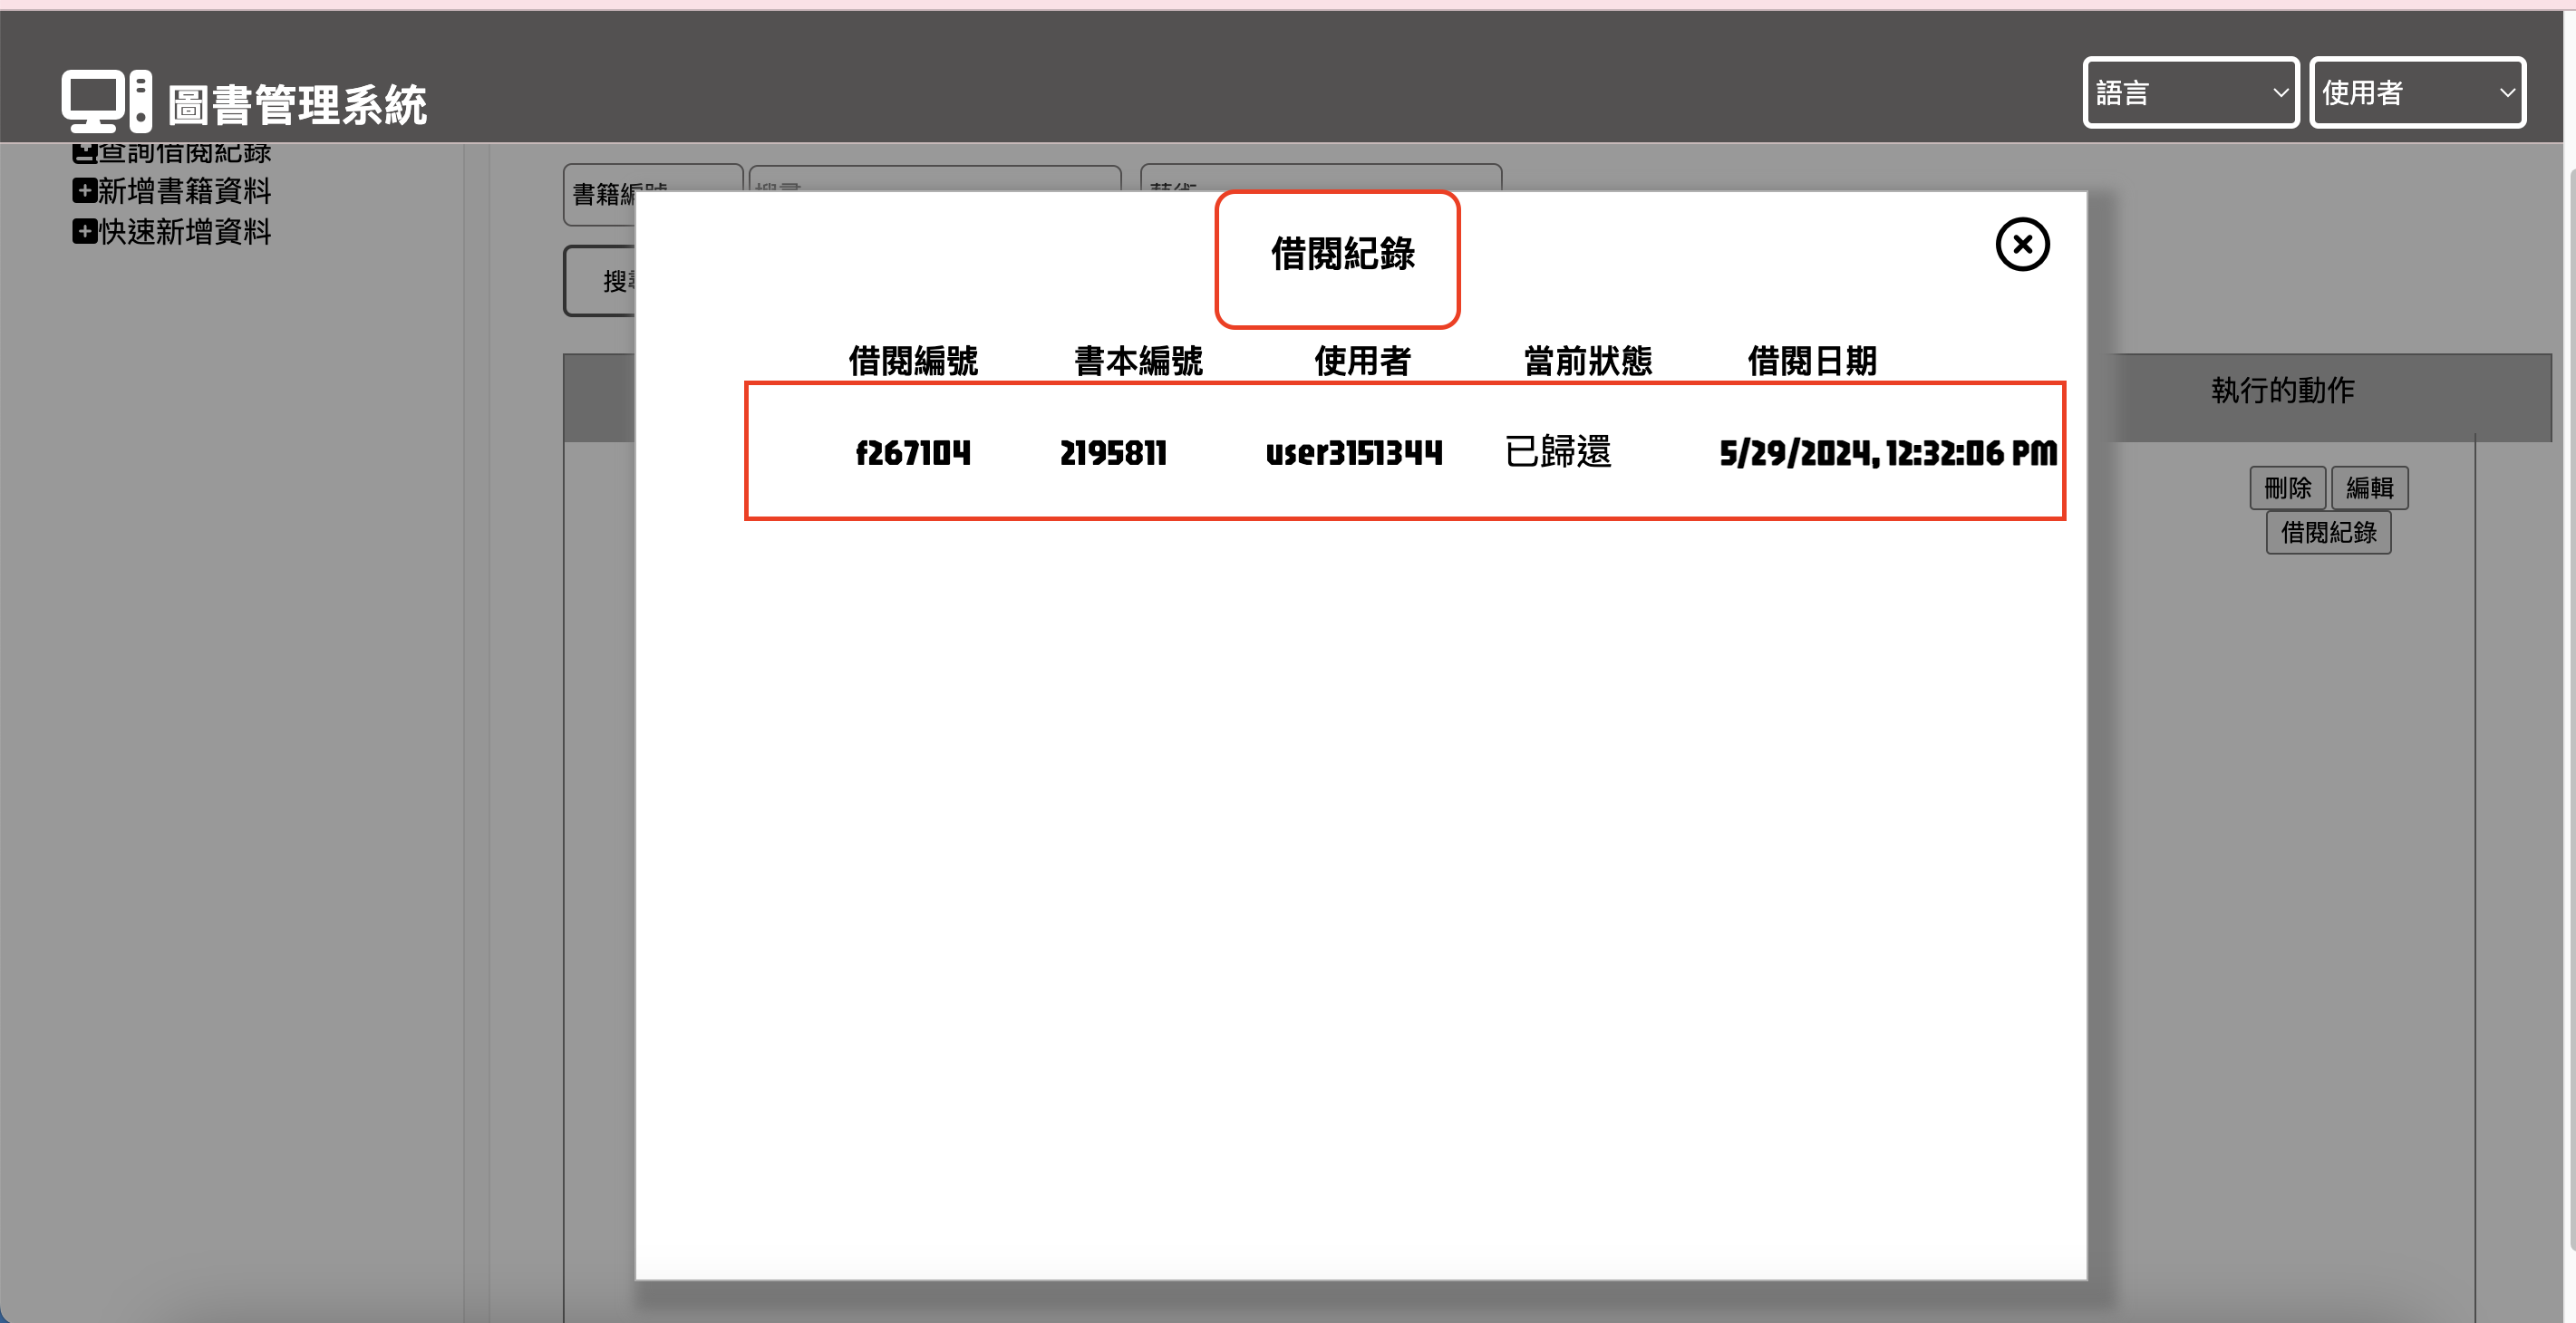 圖書管理系統
語言
使用者
查詢借閱紀錄
新增書籍資料
快速新增資料
書籍編號
搜尋
藝術
搜尋
借閱紀錄
借閱編號 書本編號 使用者 當前狀態 借閱日期
f267104 2195811 user3151344 已歸還 5/29/2024, 12:32:06 PM
執行的動作
刪除 編輯
借閱紀錄